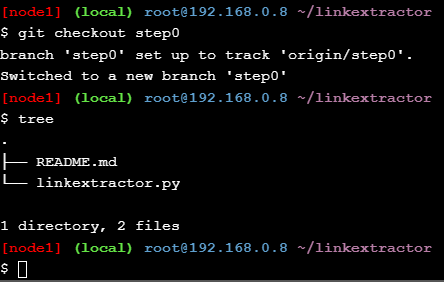 [node1] (local) root@192.168.0.8 ~/linkextractor
$ git checkout step0
branch 'step0' set up to track 'origin/step0'.
Switched to a new branch 'step0'
[node1] (local) root@192.168.0.8 ~/linkextractor
$ tree
.
├── README.md
└── linkextractor.py

1 directory, 2 files
[node1] (local) root@192.168.0.8 ~/linkextractor
$